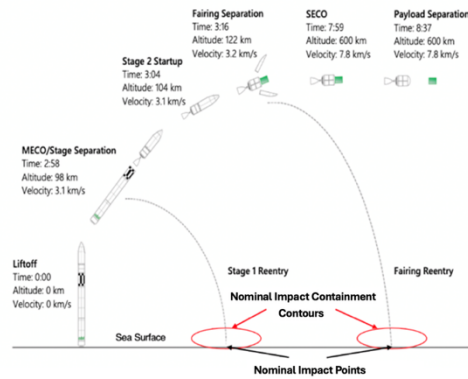 Fairing Separation
Time: 3:16
Altitude: 122 km
Velocity: 3.2 km/s
SECO
Time: 7:59
Altitude: 600 km
Velocity: 7.8 km/s
Payload Separation
Time: 8:37
Altitude: 600 km
Velocity: 7.8 km/s
Stage 2 Startup
Time: 3:04
Altitude: 104 km
Velocity: 3.1 km/s
MECO/Stage Separation
Time: 2:58
Altitude: 98 km
Velocity: 3.1 km/s
Liftoff
Time: 0:00
Altitude: 0 km
Velocity: 0 km/s
Stage 1 Reentry
Fairing Reentry
Nominal Impact Containment
Contours
Sea Surface
Nominal Impact Points